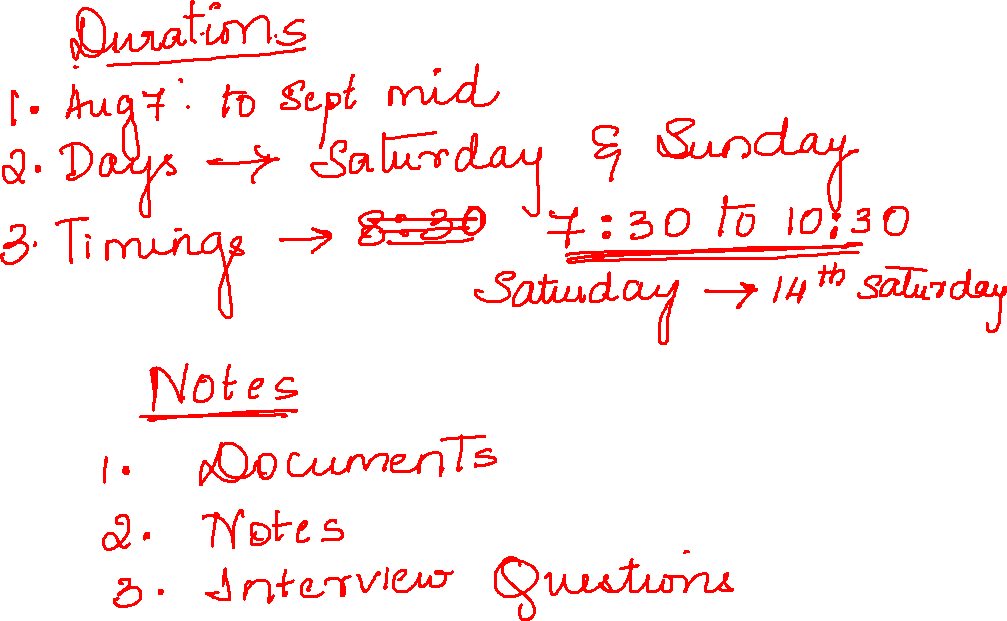 Durations
1. Aug 7. to Sept mid
2. Days → Saturday & Sunday
3. Timings → 8:30 7:30 to 10:30
Saturday → 14th Saturday
Notes
1. Documents
2. Notes
3. Interview Questions